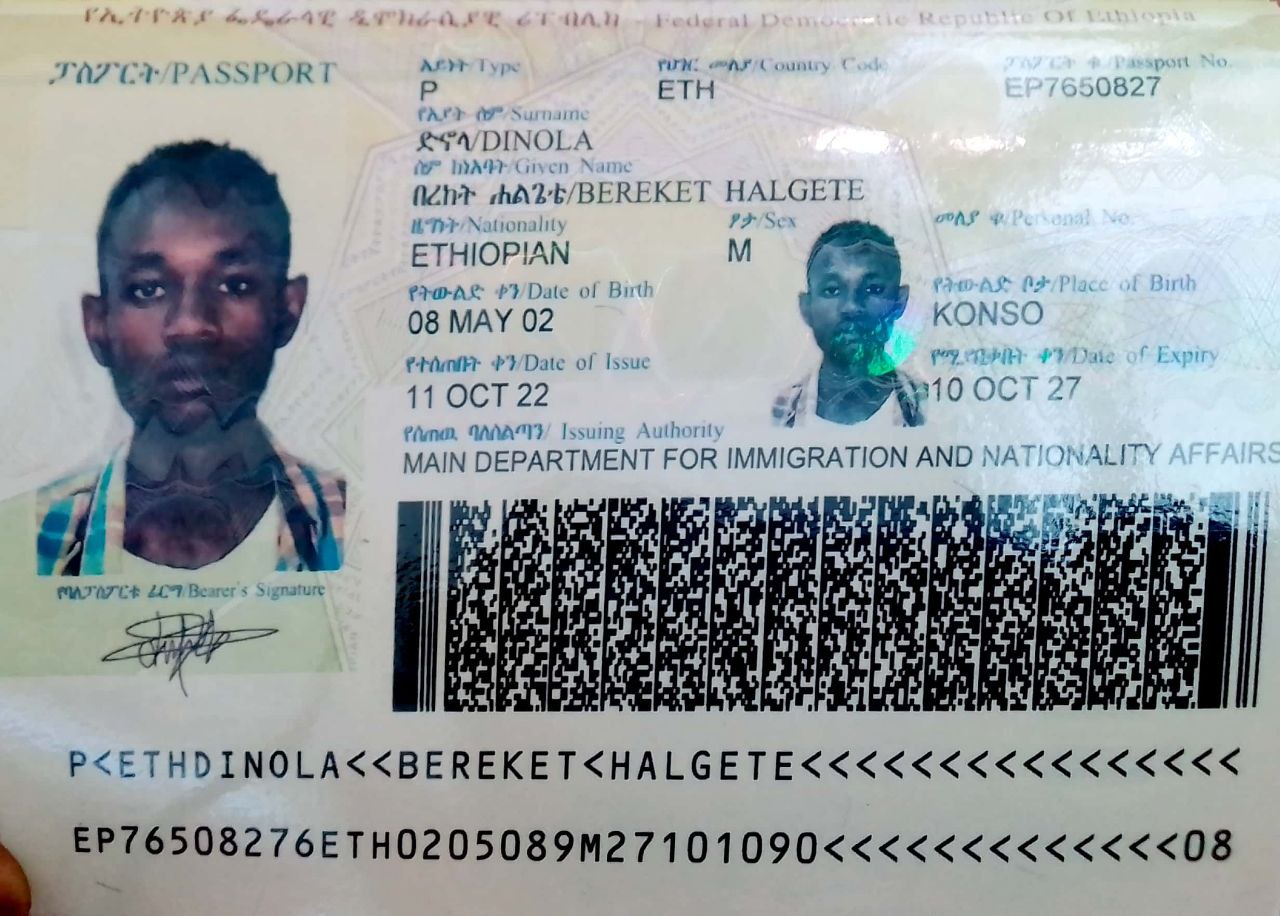 የኢትዮጵያ ፌዴራላዊ ዲሞክራሲያዊ ሪፐብሊክ - Federal Democratic Republic Of Ethiopia
ፓስፖርት/PASSPORT
አይነት/Type
የሀገር መለያ/Country Code
ፓስፖርት ቁ/Passport No.
P
ETH
EP7650827
የአያት ስም/Surname
ድኖላ/DINOLA
ስም ከነአባት/Given Name
በረከት ሐልጌቴ/BEREKET HALGETE
ዜግነት/Nationality
ፆታ/Sex
መለያ ቁ/Personal No.
ETHIOPIAN
M
የትውልድ ቀን/Date of Birth
የትውልድ ቦታ/Place of Birth
08 MAY 02
KONSO
የተሰጠበት ቀን/Date of Issue
የሚያበቃበት ቀን/Date of Expiry
11 OCT 22
10 OCT 27
የሰጠዉ ባለስልጣን/ Issuing Authority
MAIN DEPARTMENT FOR IMMIGRATION AND NATIONALITY AFFAIRS
የባለፓስፖርቱ ፊርማ/Bearer's Signature
P<ETHDINOLA<<BEREKET<HALGETE<<<<<<<<<<<<<<<<
EP76508276ETH0205089M27101090<<<<<<<<<<<<<08